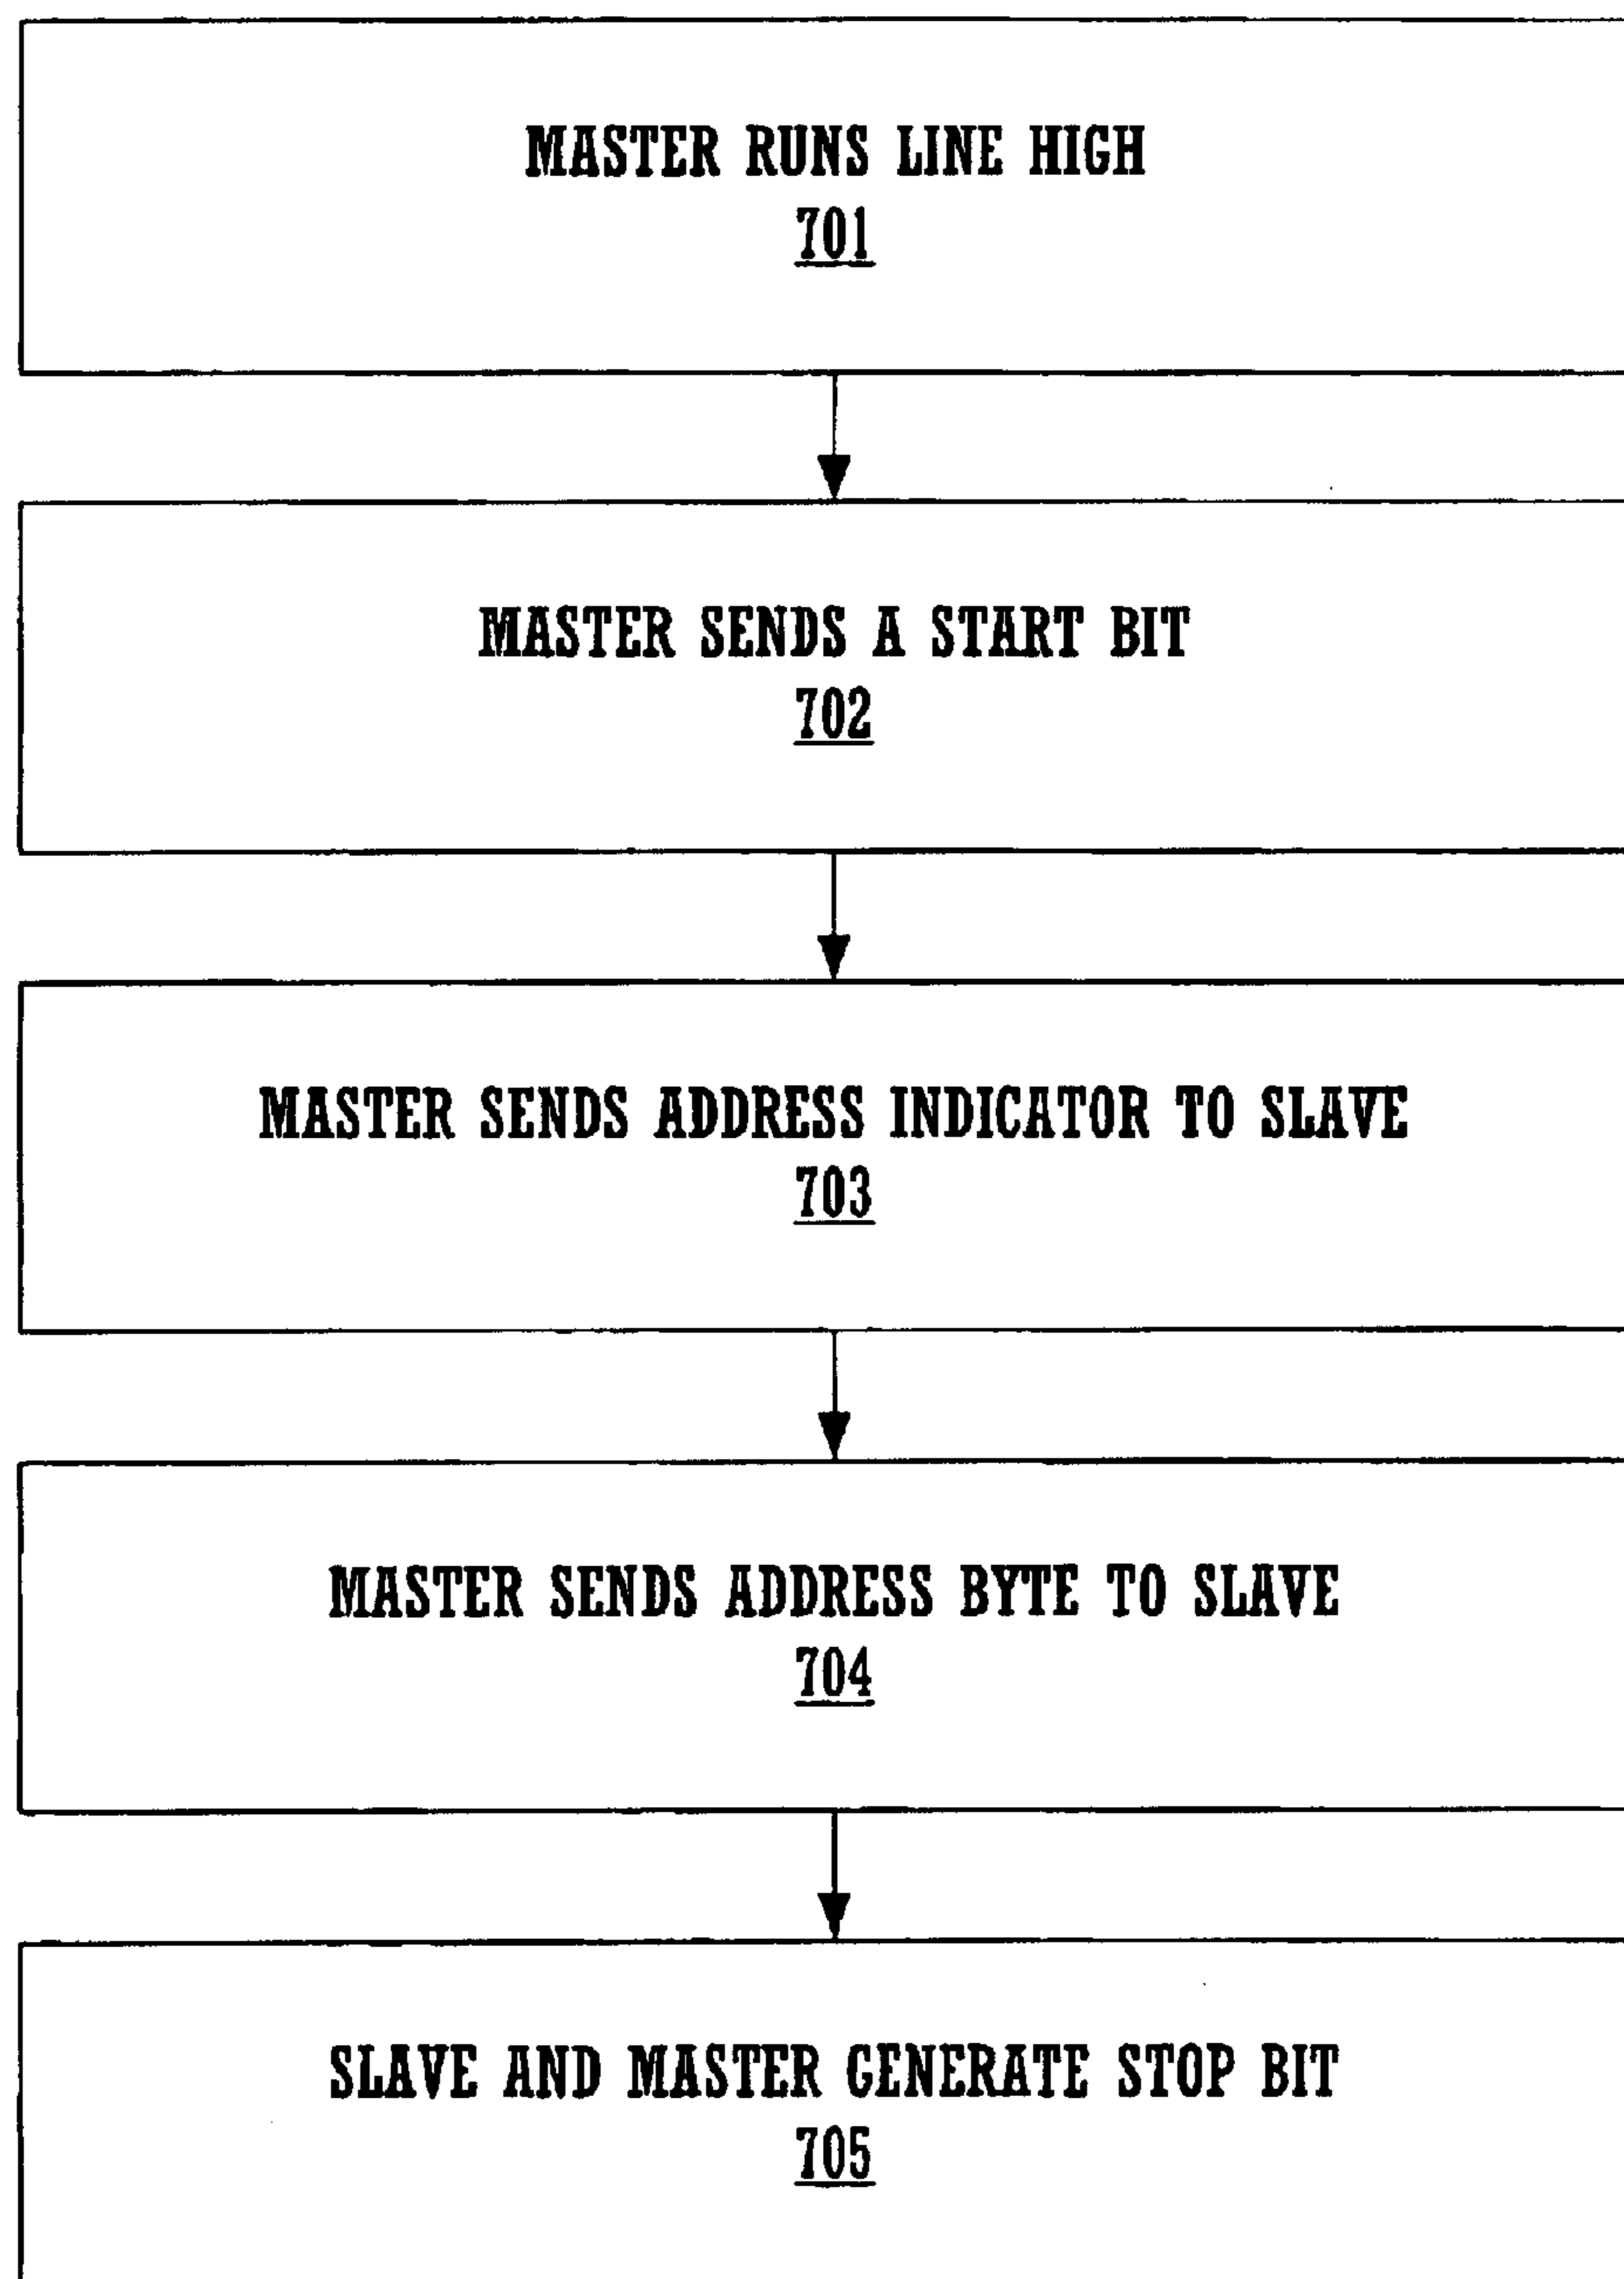 MASTER RUNS LINE HIGH
701
MASTER SENDS A START BIT
702
MASTER SENDS ADDRESS INDICATOR TO SLAVE
703
MASTER SENDS ADDRESS BYTE TO SLAVE
704
SLAVE AND MASTER GENERATE STOP BIT
705